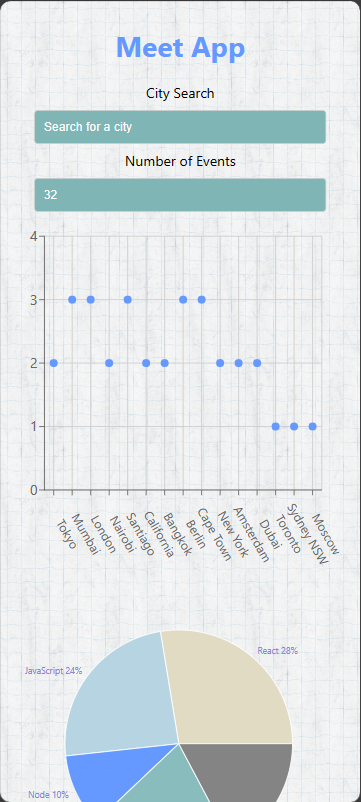 Meet App
City Search
Search for a city
Number of Events
32
4
3
2
1
0
Tokyo
Mumbai
London
Nairobi
Santiago
California
Bangkok
Berlin
Cape Town
New York
Amsterdam
Dubai
Toronto
Sydney NSW
Moscow
React 28%
JavaScript 24%
Node 10%